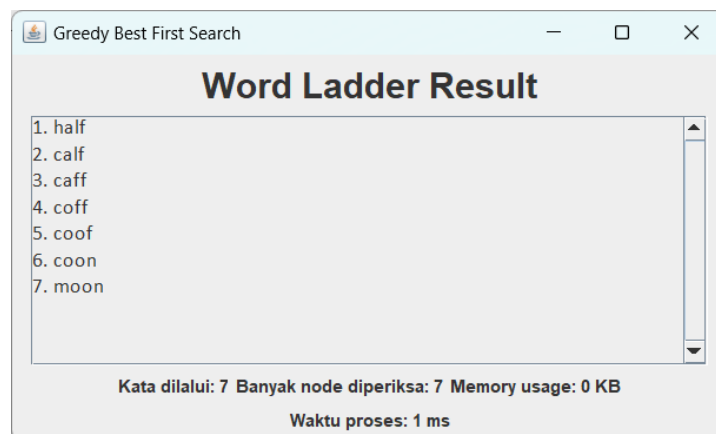 Greedy Best First Search
Word Ladder Result
1. half
2. calf
3. caff
4. coff
5. coof
6. coon
7. moon
Kata dilalui: 7 Banyak node diperiksa: 7 Memory usage: 0 KB
Waktu proses: 1 ms